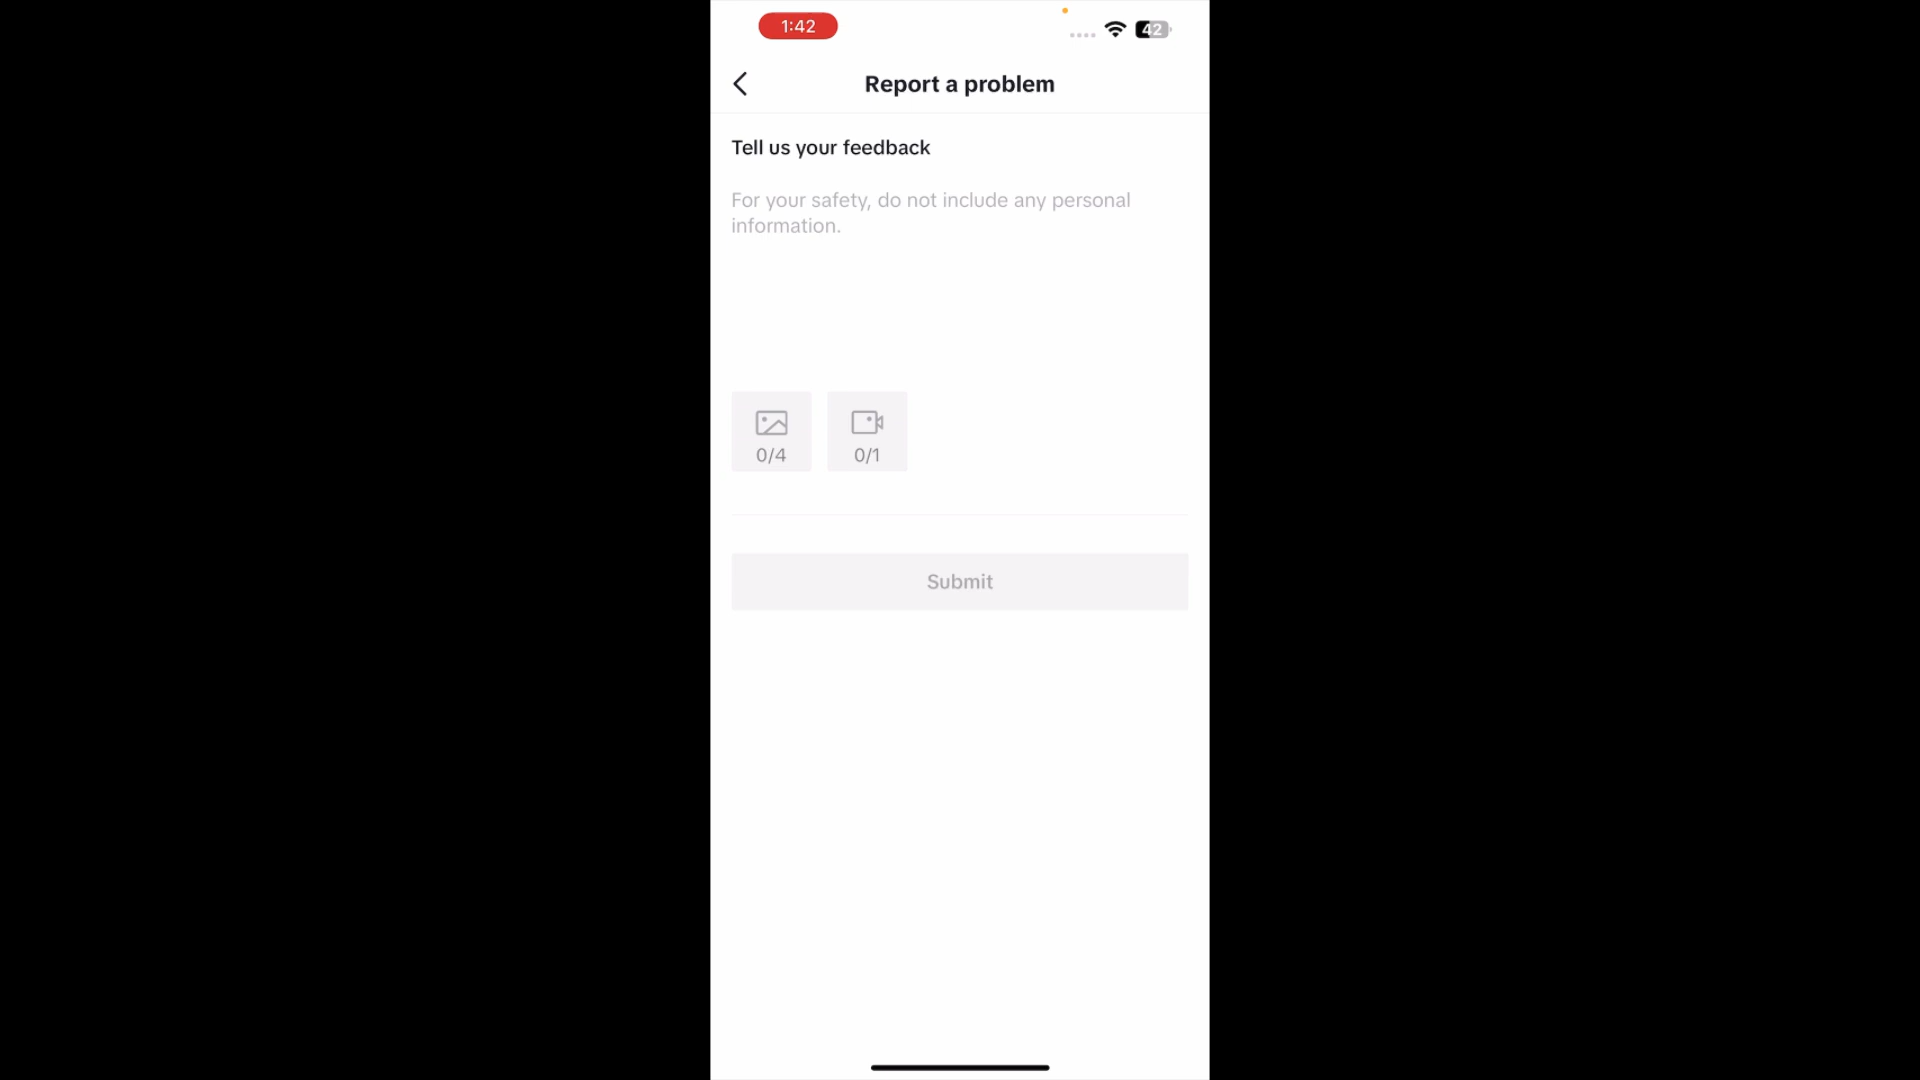 1:42
42
Report a problem
Tell us your feedback
For your safety, do not include any personal
information.
0/4
0/1
Submit